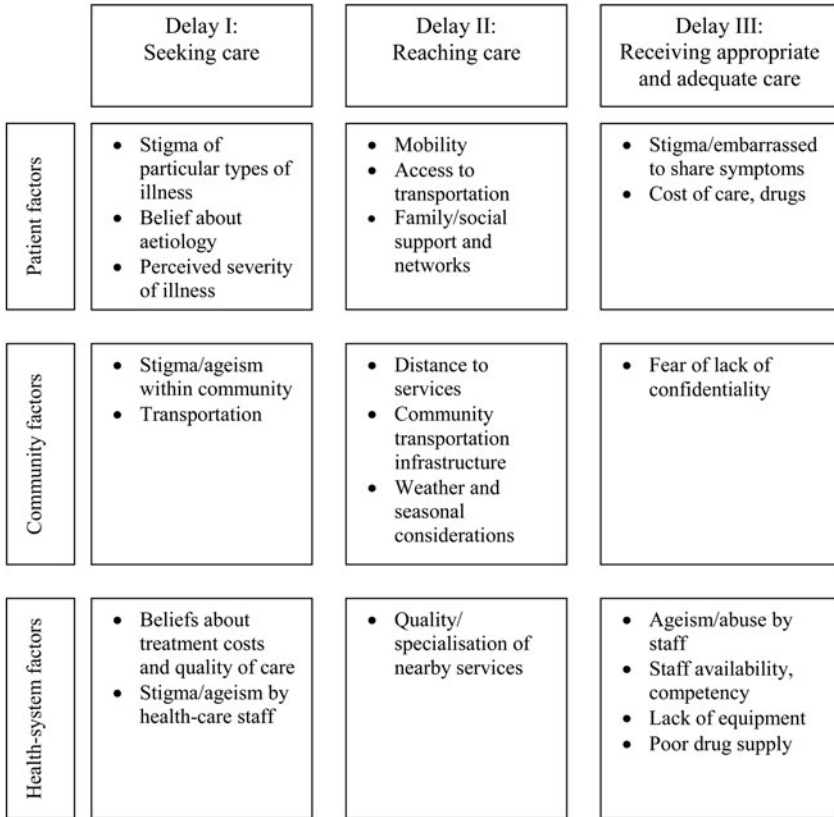 Delay I:
Seeking care
Delay II:
Reaching care
Delay III:
Receiving appropriate
and adequate care
Patient factors
• Stigma of
particular types of
illness
• Belief about
aetiology
• Perceived severity
of illness
• Mobility
• Access to
transportation
• Family/social
support and
networks
• Stigma/embarrassed
to share symptoms
• Cost of care, drugs
Community factors
• Stigma/ageism
within community
• Transportation
• Distance to
services
• Community
transportation
infrastructure
• Weather and
seasonal
considerations
• Fear of lack of
confidentiality
Health-system factors
• Beliefs about
treatment costs
and quality of care
• Stigma/ageism by
health-care staff
• Quality/
specialisation of
nearby services
• Ageism/abuse by
staff
• Staff availability,
competency
• Lack of equipment
• Poor drug supply